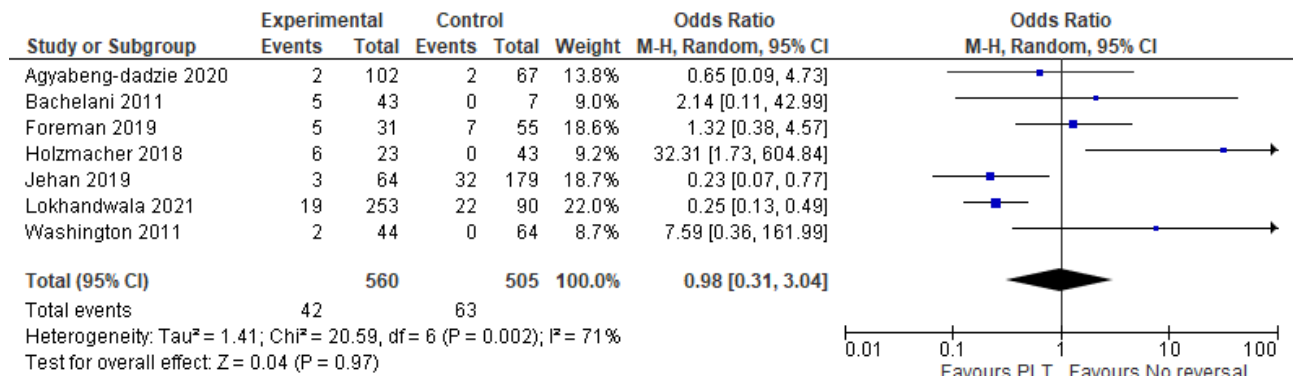 Experimental Control Odds Ratio Odds Ratio
Study or Subgroup Events Total Events Total Weight M-H, Random, 95% CI M-H, Random, 95% CI
Agyabeng-dadzie 2020 2 102 2 67 13.8% 0.65 [0.09, 4.73]
Bachelani 2011 5 43 0 7 9.0% 2.14 [0.11, 42.99]
Foreman 2019 5 31 7 55 18.6% 1.32 [0.38, 4.57]
Holzmacher 2018 6 23 0 43 9.2% 32.31 [1.73, 604.84]
Jehan 2019 3 64 32 179 18.7% 0.23 [0.07, 0.77]
Lokhandwala 2021 19 253 22 90 22.0% 0.25 [0.13, 0.49]
Washington 2011 2 44 0 64 8.7% 7.59 [0.36, 161.99]
Total (95% CI) 560 505 100.0% 0.98 [0.31, 3.04]
Total events 42 63
Heterogeneity: Tau² = 1.41; Chi² = 20.59, df = 6 (P = 0.002); I² = 71%
Test for overall effect: Z = 0.04 (P = 0.97)
0.01 0.1 1 10 100
Favours PLT Favours No reversal